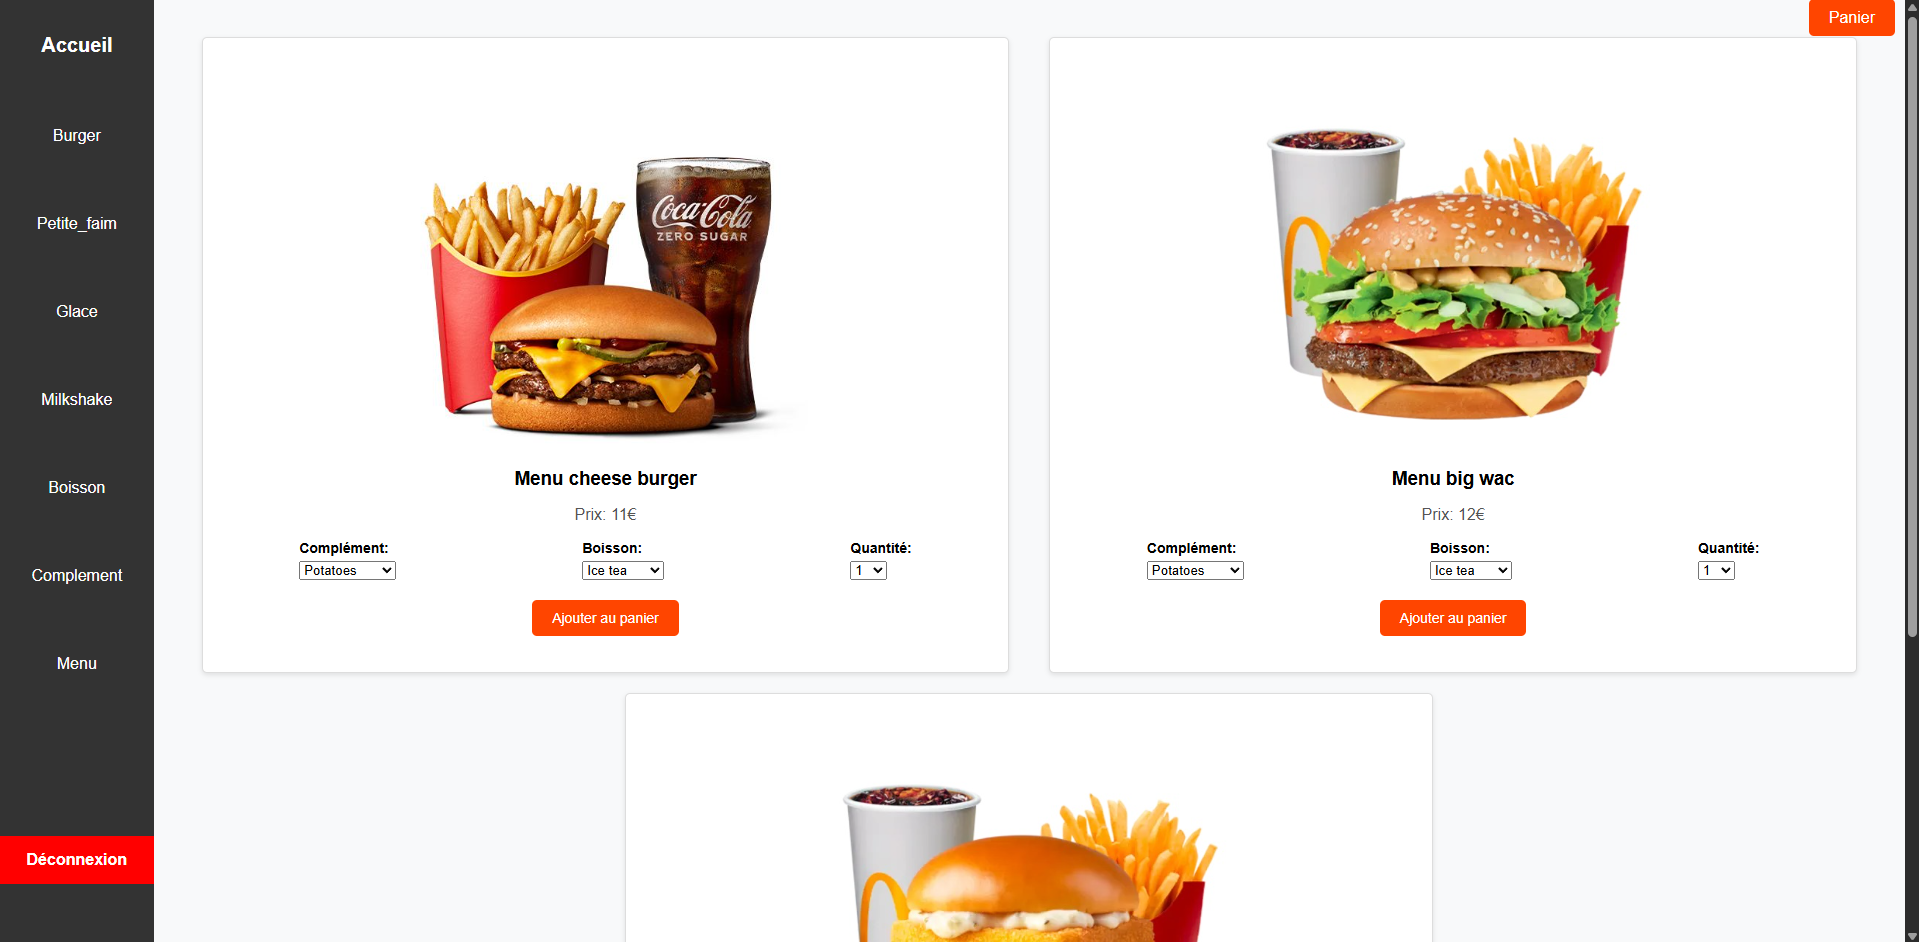 Accueil
Burger
Petite_faim
Glace
Milkshake
Boisson
Complement
Menu
Déconnexion
Panier
Coca-Cola
ZERO SUGAR
Menu cheese burger
Prix: 11€
Complément: Boisson: Quantité:
Potatoes Ice tea 1
Ajouter au panier
Menu big wac
Prix: 12€
Complément: Boisson: Quantité:
Potatoes Ice tea 1
Ajouter au panier